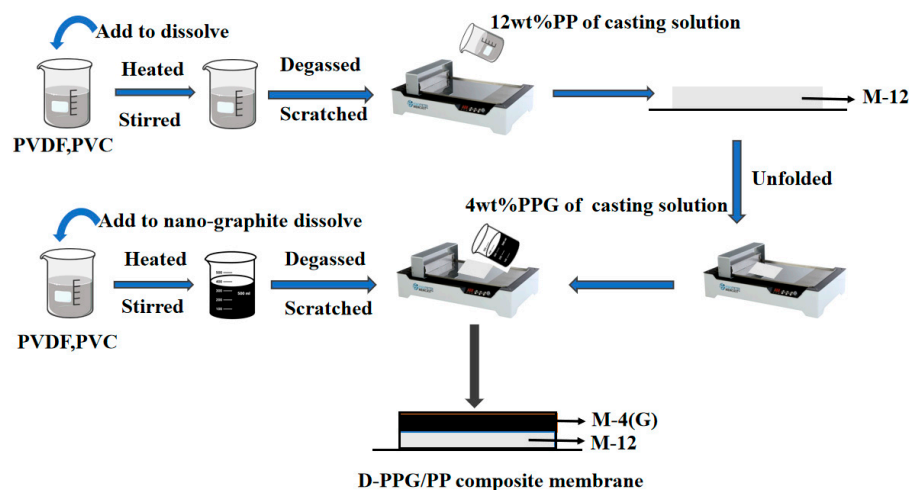 Add to dissolve
12wt%PP of casting solution
Heated
Degassed
Stirred
Scratched
M-12
PVDF,PVC
Unfolded
4wt%PPG of casting solution
Add to nano-graphite dissolve
Heated
Degassed
Stirred
Scratched
PVDF,PVC
M-4(G)
M-12
D-PPG/PP composite membrane